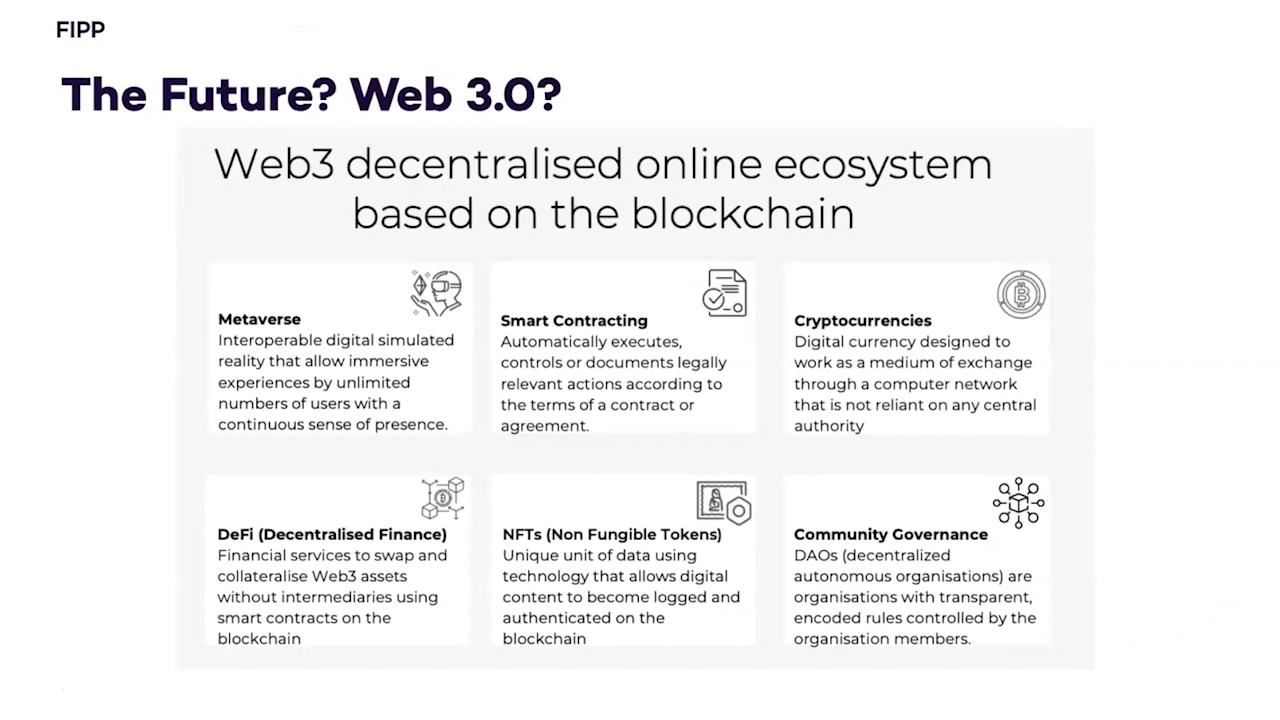 FIPP
The Future? Web 3.0?
Web3 decentralised online ecosystem
based on the blockchain
Metaverse
Interoperable digital simulated
reality that allow immersive
experiences by unlimited
numbers of users with a
continuous sense of presence.
Smart Contracting
Automatically executes,
controls or documents legally
relevant actions according to
the terms of a contract or
agreement.
Cryptocurrencies
Digital currency designed to
work as a medium of exchange
through a computer network
that is not reliant on any central
authority
DeFi (Decentralised Finance)
Financial services to swap and
collateralise Web3 assets
without intermediaries using
smart contracts on the
blockchain
NFTs (Non Fungible Tokens)
Unique unit of data using
technology that allows digital
content to become logged and
authenticated on the
blockchain
Community Governance
DAOs (decentralized
autonomous organisations) are
organisations with transparent,
encoded rules controlled by the
organisation members.